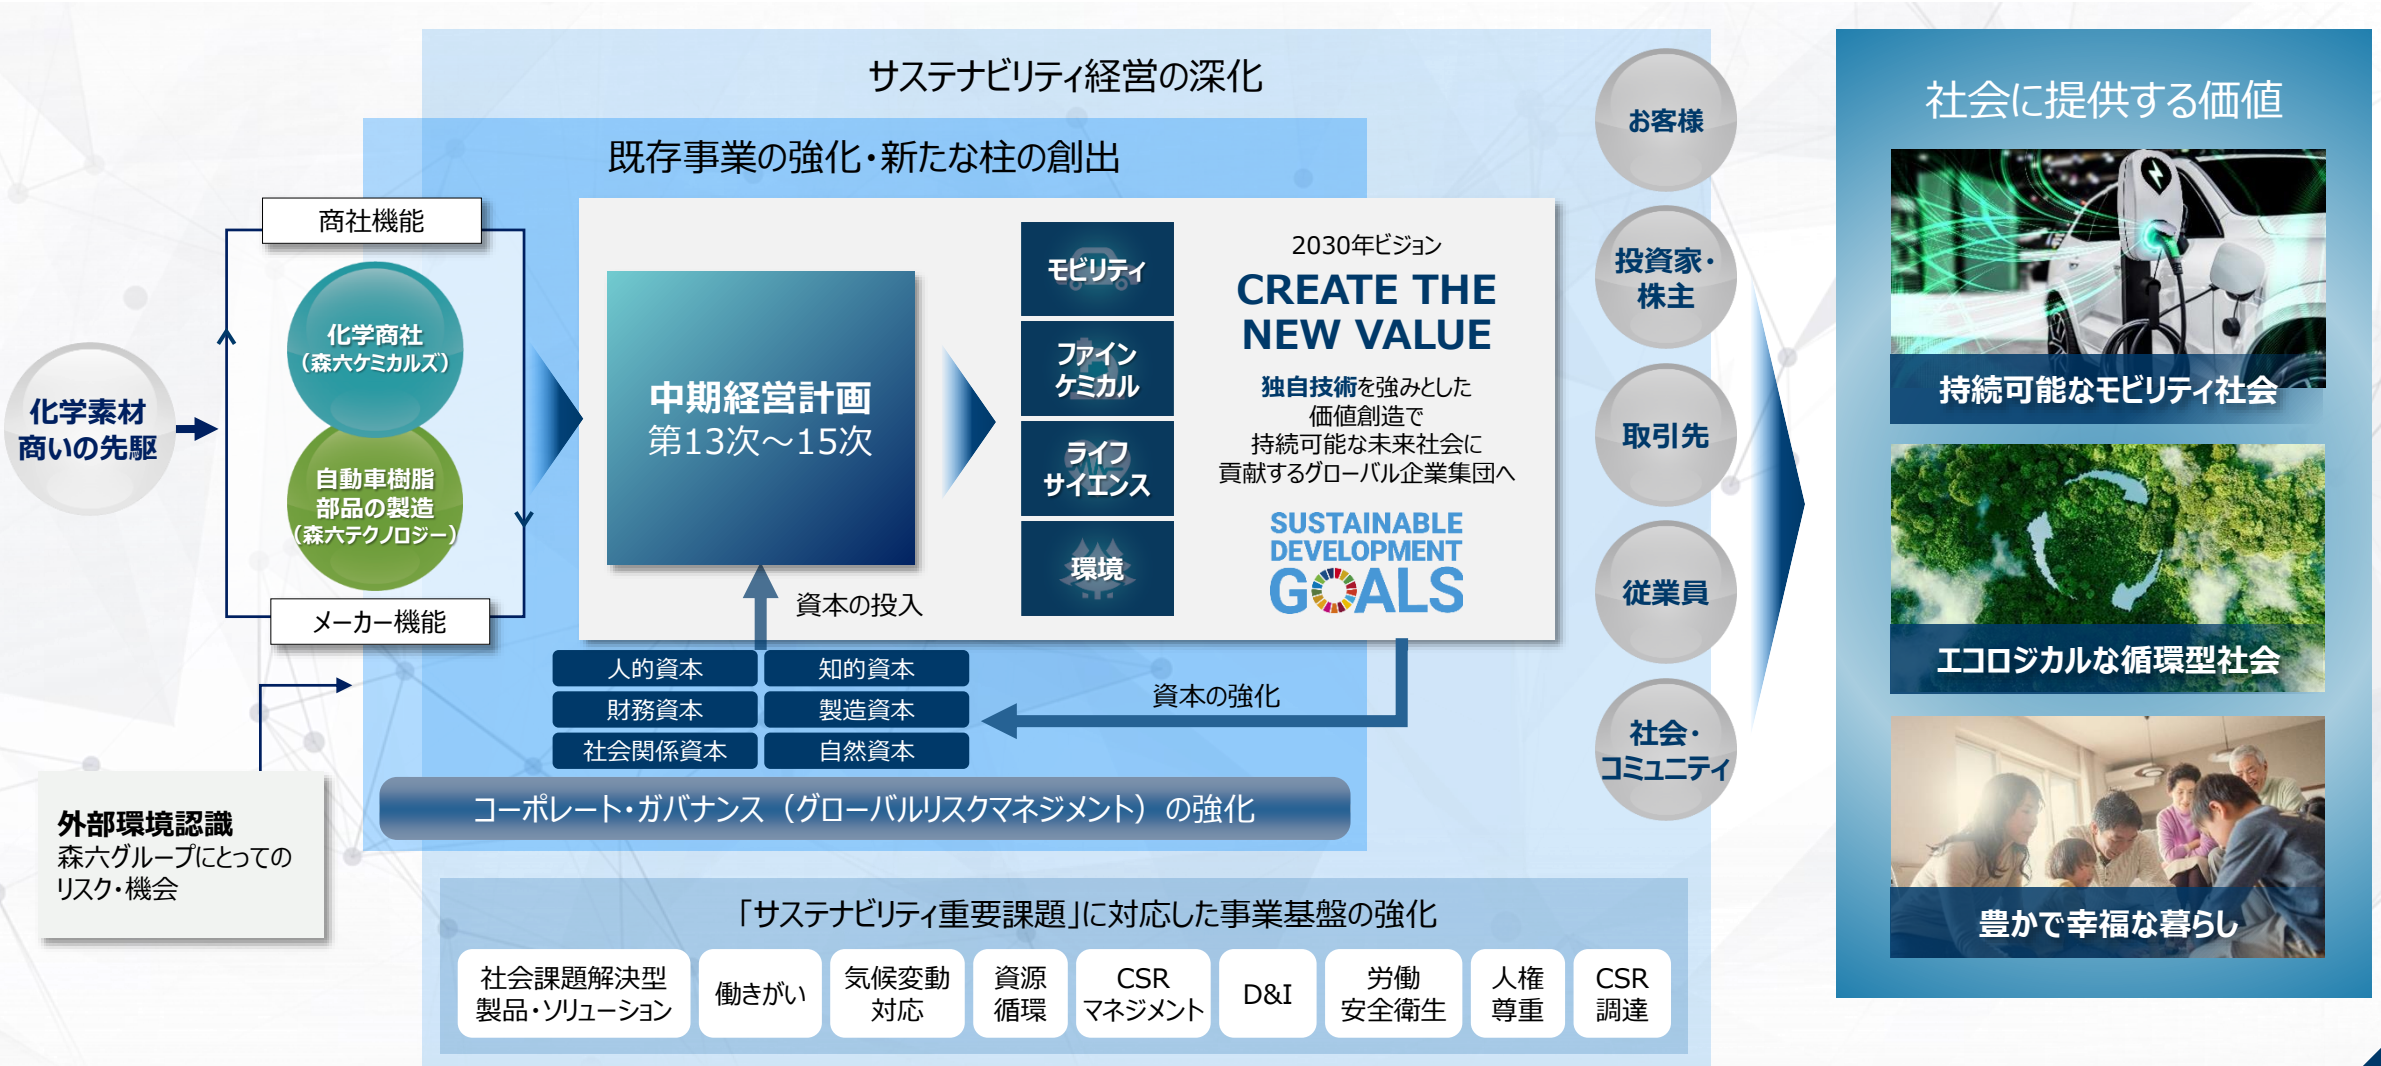 サステナビリティ経営の深化
既存事業の強化・新たな柱の創出
化学素材
商いの先駆
商社機能
化学商社
（森六ケミカルズ）
自動車樹脂
部品の製造
（森六テクノロジー）
メーカー機能
外部環境認識
森六グループにとっての
リスク・機会
中期経営計画
第13次～15次
モビリティ
ファイン
ケミカル
ライフ
サイエンス
環境
2030年ビジョン
CREATE THE
NEW VALUE
独自技術を強みとした
価値創造で
持続可能な未来社会に
貢献するグローバル企業集団へ
SUSTAINABLE
DEVELOPMENT
GOALS
資本の投入
人的資本
知的資本
財務資本
製造資本
社会関係資本
自然資本
資本の強化
コーポレート・ガバナンス（グローバルリスクマネジメント）の強化
「サステナビリティ重要課題」に対応した事業基盤の強化
社会課題解決型
製品・ソリューション
働きがい
気候変動
対応
資源
循環
CSR
マネジメント
D&I
労働
安全衛生
人権
尊重
CSR
調達
お客様
投資家・
株主
取引先
従業員
社会・
コミュニティ
社会に提供する価値
持続可能なモビリティ社会
エコロジカルな循環型社会
豊かで幸福な暮らし